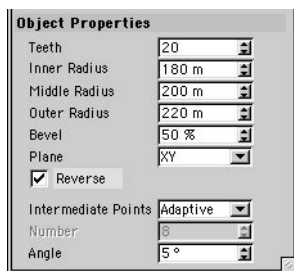 Object Properties
Teeth 20
Inner Radius 180 m
Middle Radius 200 m
Outer Radius 220 m
Bevel 50 %
Plane XY
Reverse
Intermediate Points Adaptive
Number 8
Angle 5 °